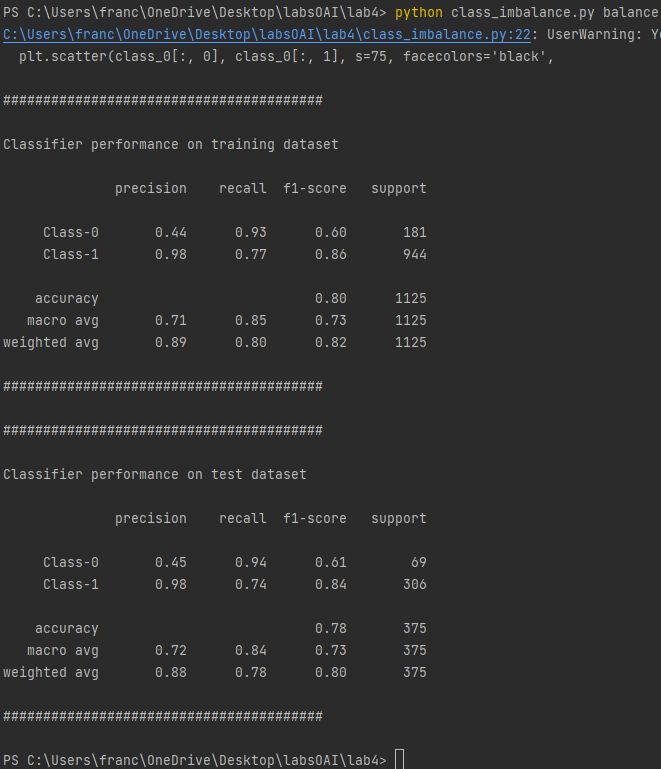 PS C:\Users\franc\OneDrive\Desktop\labsOAI\lab4> python class_imbalance.py balance
C:\Users\franc\OneDrive\Desktop\labsOAI\lab4\class_imbalance.py:22: UserWarning: Yo
plt.scatter(class_0[:, 0], class_0[:, 1], s=75, facecolors='black',
########################################
Classifier performance on training dataset
precision recall f1-score support
Class-0 0.44 0.93 0.60 181
Class-1 0.98 0.77 0.86 944
accuracy 0.80 1125
macro avg 0.71 0.85 0.73 1125
weighted avg 0.89 0.80 0.82 1125
########################################
########################################
Classifier performance on test dataset
precision recall f1-score support
Class-0 0.45 0.94 0.61 69
Class-1 0.98 0.74 0.84 306
accuracy 0.78 375
macro avg 0.72 0.84 0.73 375
weighted avg 0.88 0.78 0.80 375
########################################
PS C:\Users\franc\OneDrive\Desktop\labsOAI\lab4>